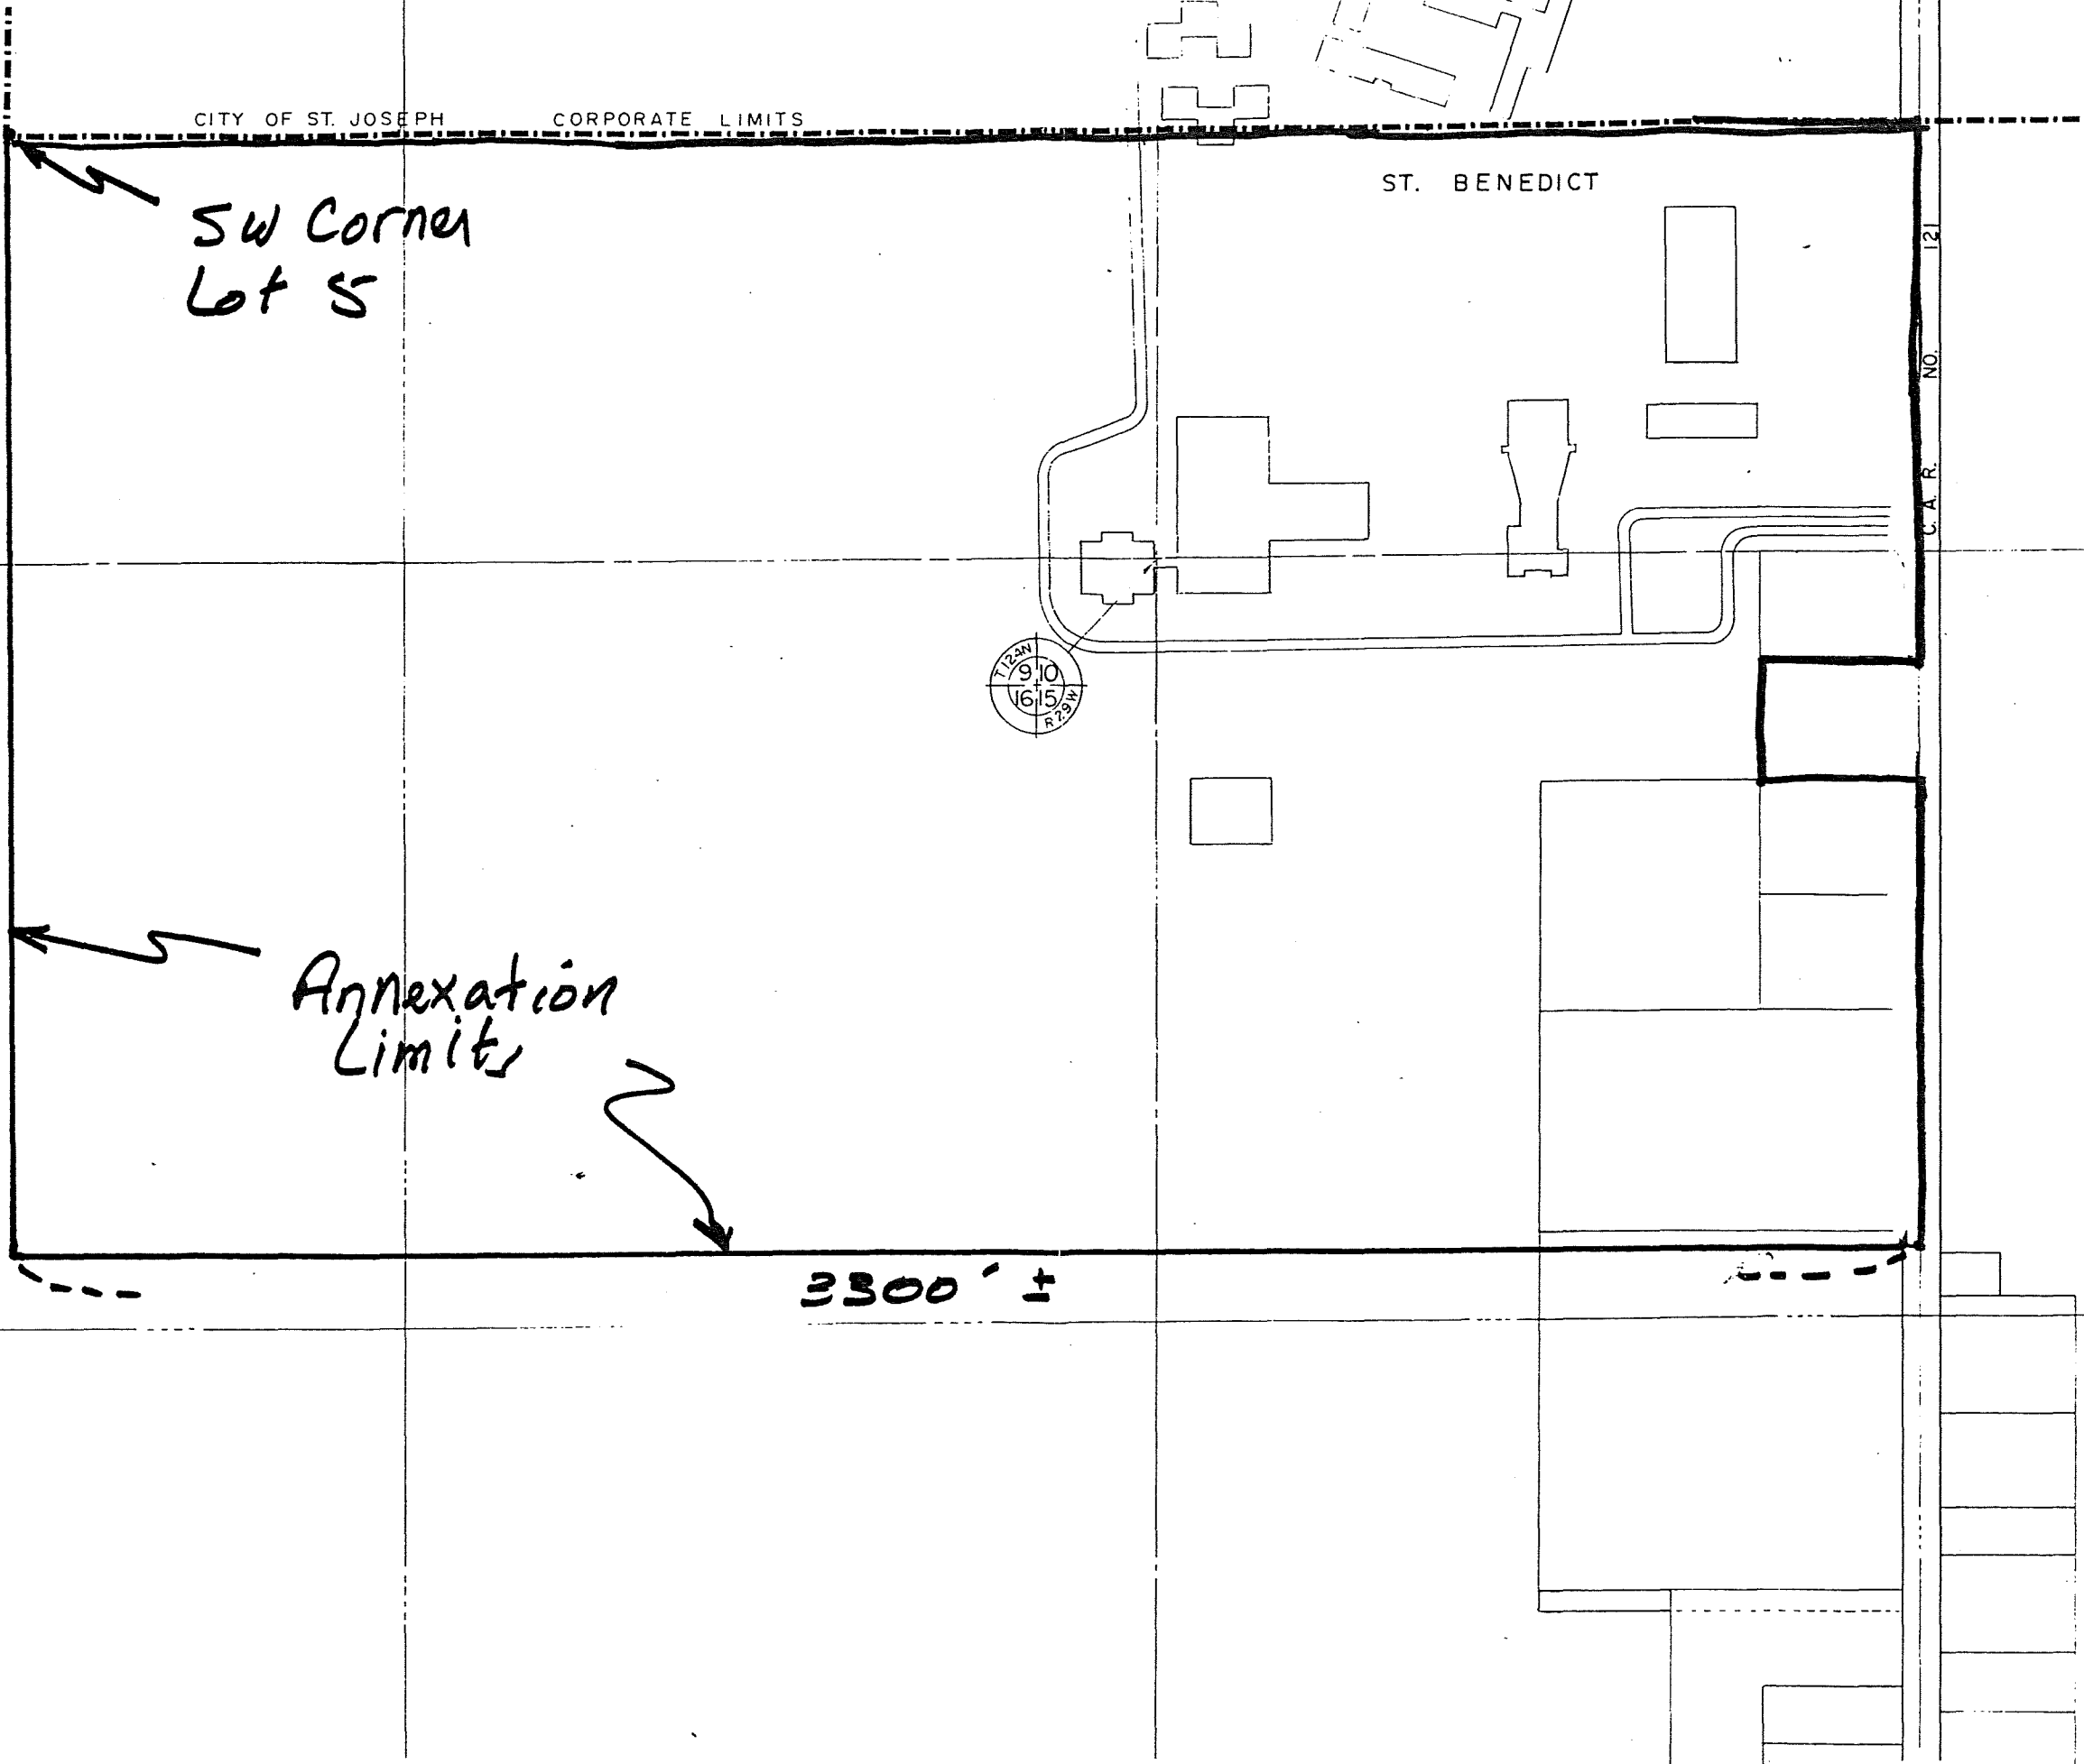 CITY OF ST. JOSEPH CORPORATE LIMITS
SW Corner
Lot 5
ST. BENEDICT
C. A. R. NO. 121
T124N
9 10
16 15
R29W
Annexation
Limits
3300' ±